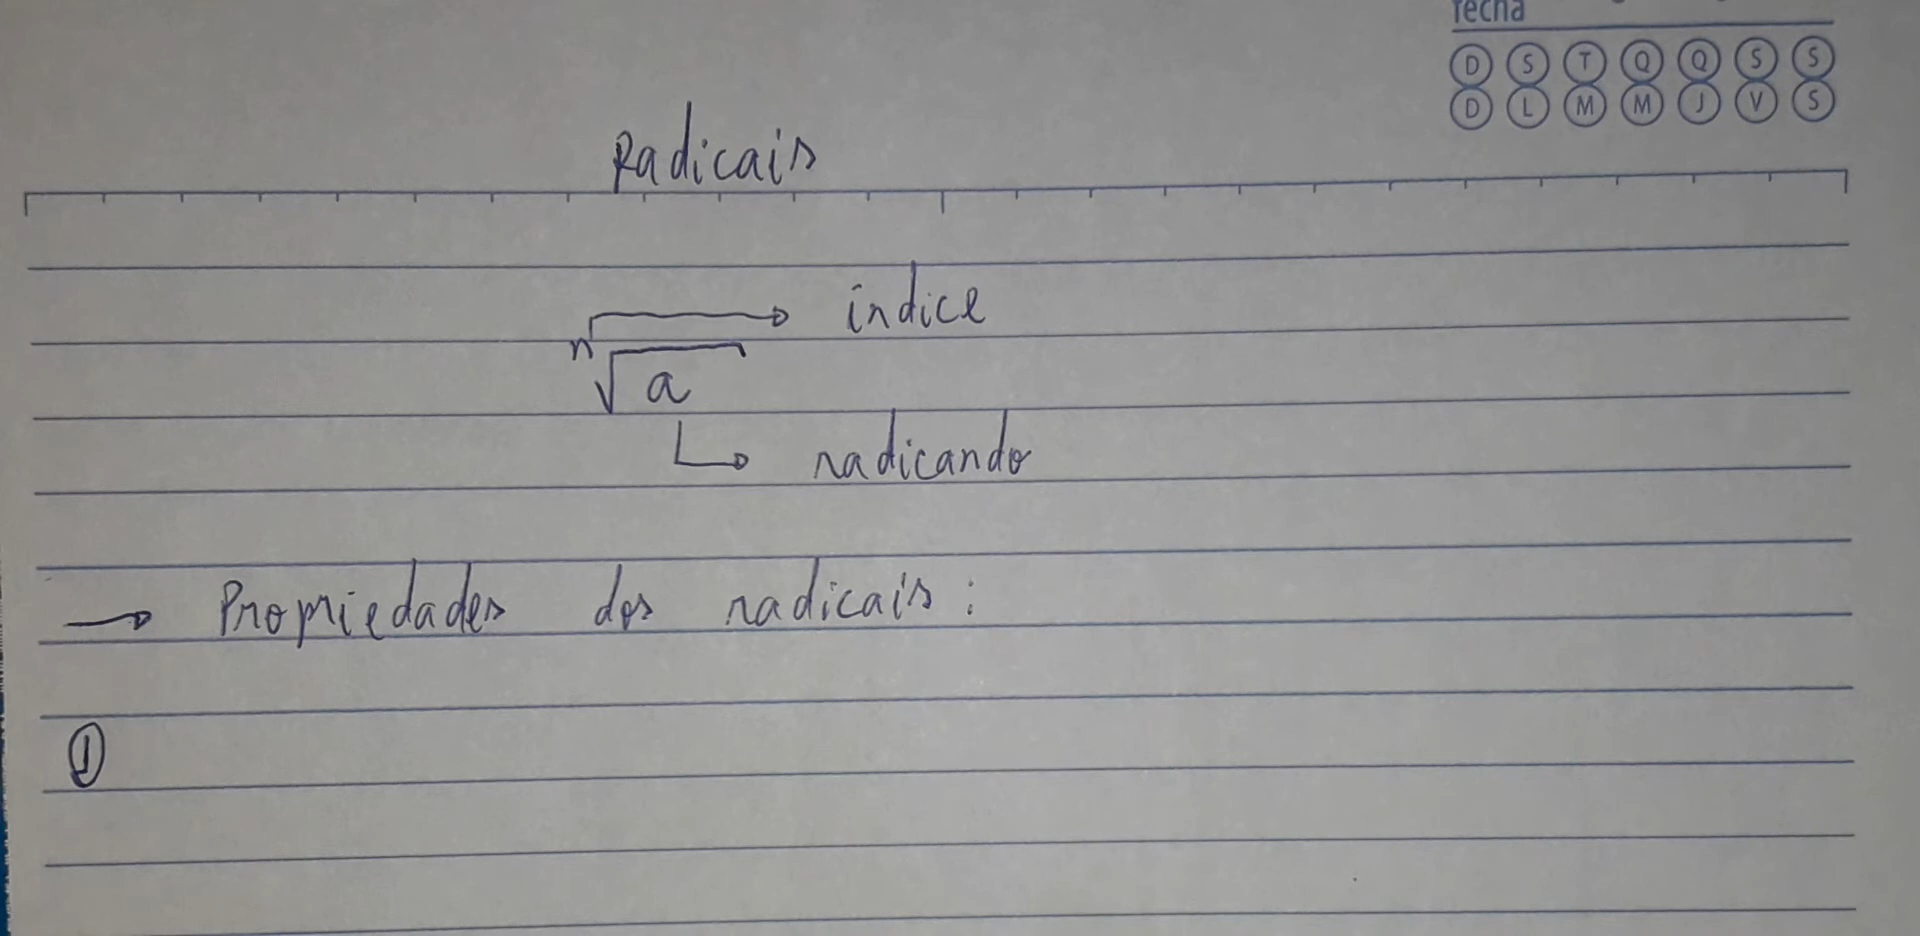 fecha
D S T Q Q S S
D L M M J V S
Radicais
índice
n√a
radicando
→ Propriedades dos radicais:
①